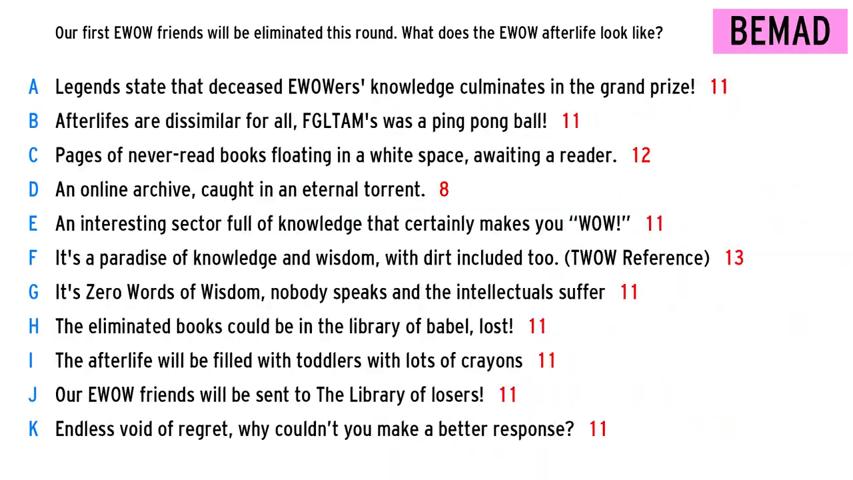 Our first EWOW friends will be eliminated this round. What does the EWOW afterlife look like?
BEMAD
A Legends state that deceased EWOWers' knowledge culminates in the grand prize! 11
B Afterlifes are dissimilar for all, FGLTAM's was a ping pong ball! 11
C Pages of never-read books floating in a white space, awaiting a reader. 12
D An online archive, caught in an eternal torrent. 8
E An interesting sector full of knowledge that certainly makes you “WOW!” 11
F It's a paradise of knowledge and wisdom, with dirt included too. (TWOW Reference) 13
G It's Zero Words of Wisdom, nobody speaks and the intellectuals suffer 11
H The eliminated books could be in the library of babel, lost! 11
I The afterlife will be filled with toddlers with lots of crayons 11
J Our EWOW friends will be sent to The Library of losers! 11
K Endless void of regret, why couldn’t you make a better response? 11